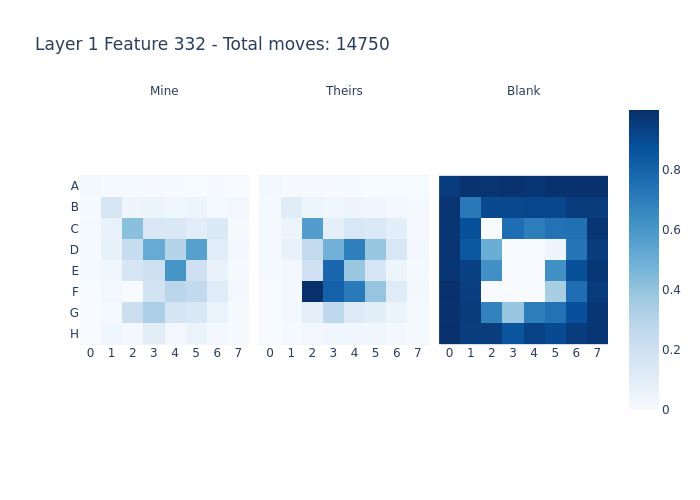 Layer 1 Feature 332 - Total moves: 14750
Mine
Theirs
Blank
A
B
C
D
E
F
G
H
0 1 2 3 4 5 6 7
0 1 2 3 4 5 6 7
0 1 2 3 4 5 6 7
0.8
0.6
0.4
0.2
0